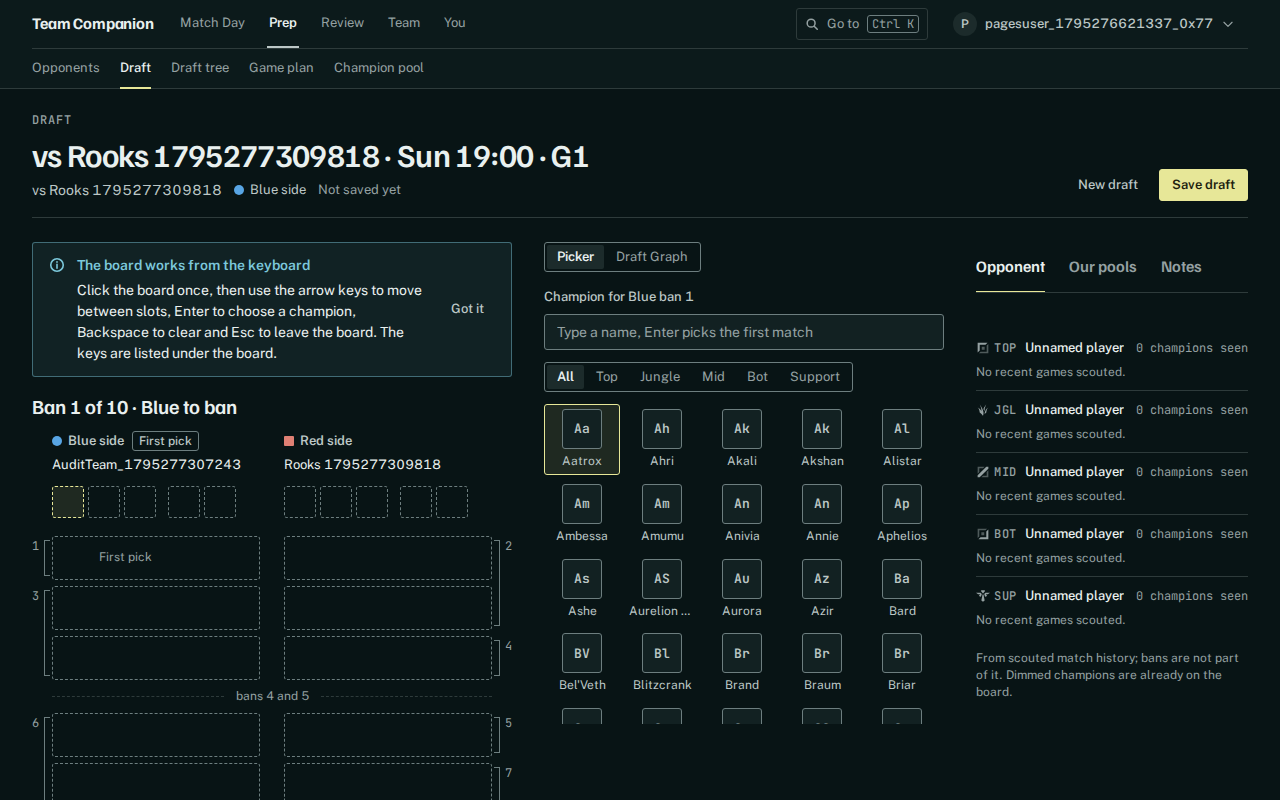 Team Companion
Match Day
Prep
Review
Team
You
Go to
Ctrl K
P
pagesuser_1795276621337_0x77
Opponents
Draft
Draft tree
Game plan
Champion pool
DRAFT
vs Rooks 1795277309818 · Sun 19:00 · G1
vs Rooks 1795277309818
Blue side
Not saved yet
New draft
Save draft
The board works from the keyboard
Click the board once, then use the arrow keys to move
between slots, Enter to choose a champion,
Backspace to clear and Esc to leave the board. The
keys are listed under the board.
Got it
Ban 1 of 10 · Blue to ban
Blue side
First pick
Red side
AuditTeam_1795277307243
Rooks 1795277309818
1
First pick
2
3
4
bans 4 and 5
6
5
7
Picker
Draft Graph
Champion for Blue ban 1
Type a name, Enter picks the first match
All
Top
Jungle
Mid
Bot
Support
Aa
Ah
Ak
Ak
Al
Aatrox
Ahri
Akali
Akshan
Alistar
Am
Am
An
An
Ap
Ambessa
Amumu
Anivia
Annie
Aphelios
As
AS
Au
Az
Ba
Ashe
Aurelion ...
Aurora
Azir
Bard
BV
Bl
Br
Br
Br
Bel'Veth
Blitzcrank
Brand
Braum
Briar
Opponent
Our pools
Notes
TOP Unnamed player 0 champions seen
No recent games scouted.
JGL Unnamed player 0 champions seen
No recent games scouted.
MID Unnamed player 0 champions seen
No recent games scouted.
BOT Unnamed player 0 champions seen
No recent games scouted.
SUP Unnamed player 0 champions seen
No recent games scouted.
From scouted match history; bans are not part
of it. Dimmed champions are already on the
board.